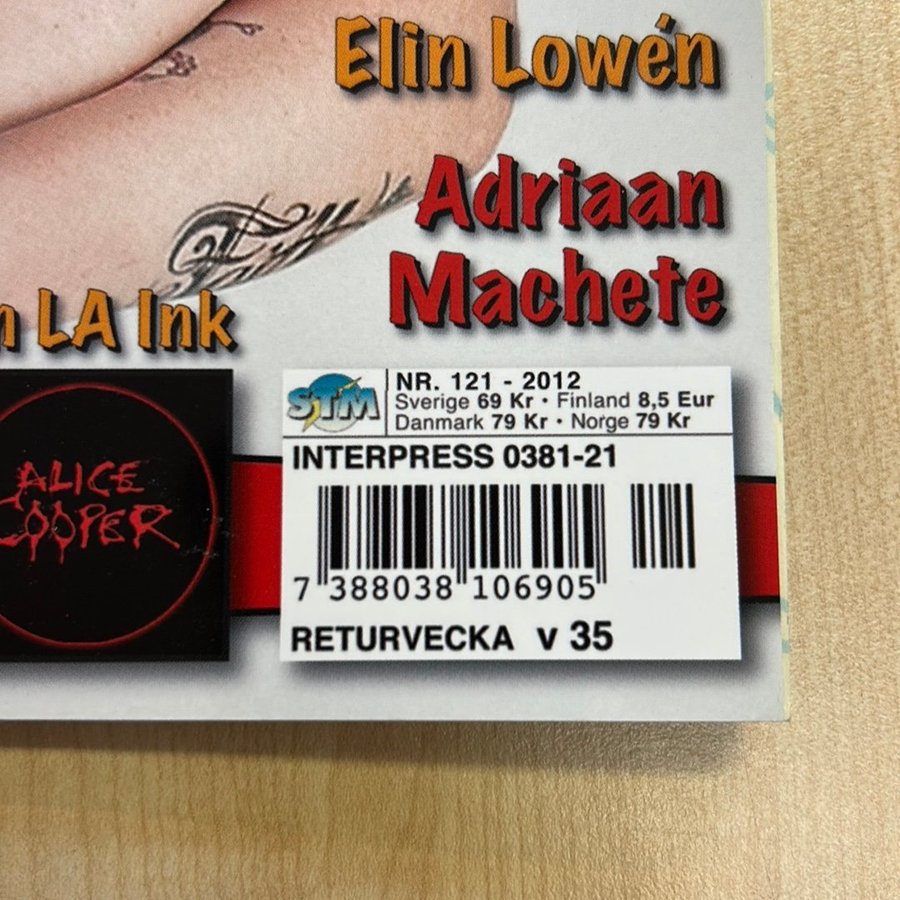 Elin Lowén
Adriaan
Machete
LA Ink
ALICE
COOPER
STM
NR. 121 - 2012
Sverige 69 Kr • Finland 8,5 Eur
Danmark 79 Kr • Norge 79 Kr
INTERPRESS 0381-21
7 388038 106905
RETURVECKA v 35